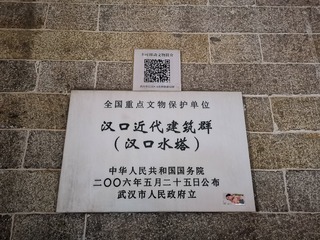 全国重点文物保护单位
汉口近代建筑群
（汉口水塔）
中华人民共和国国务院
二〇〇六年五月二十五日公布
武汉市人民政府立